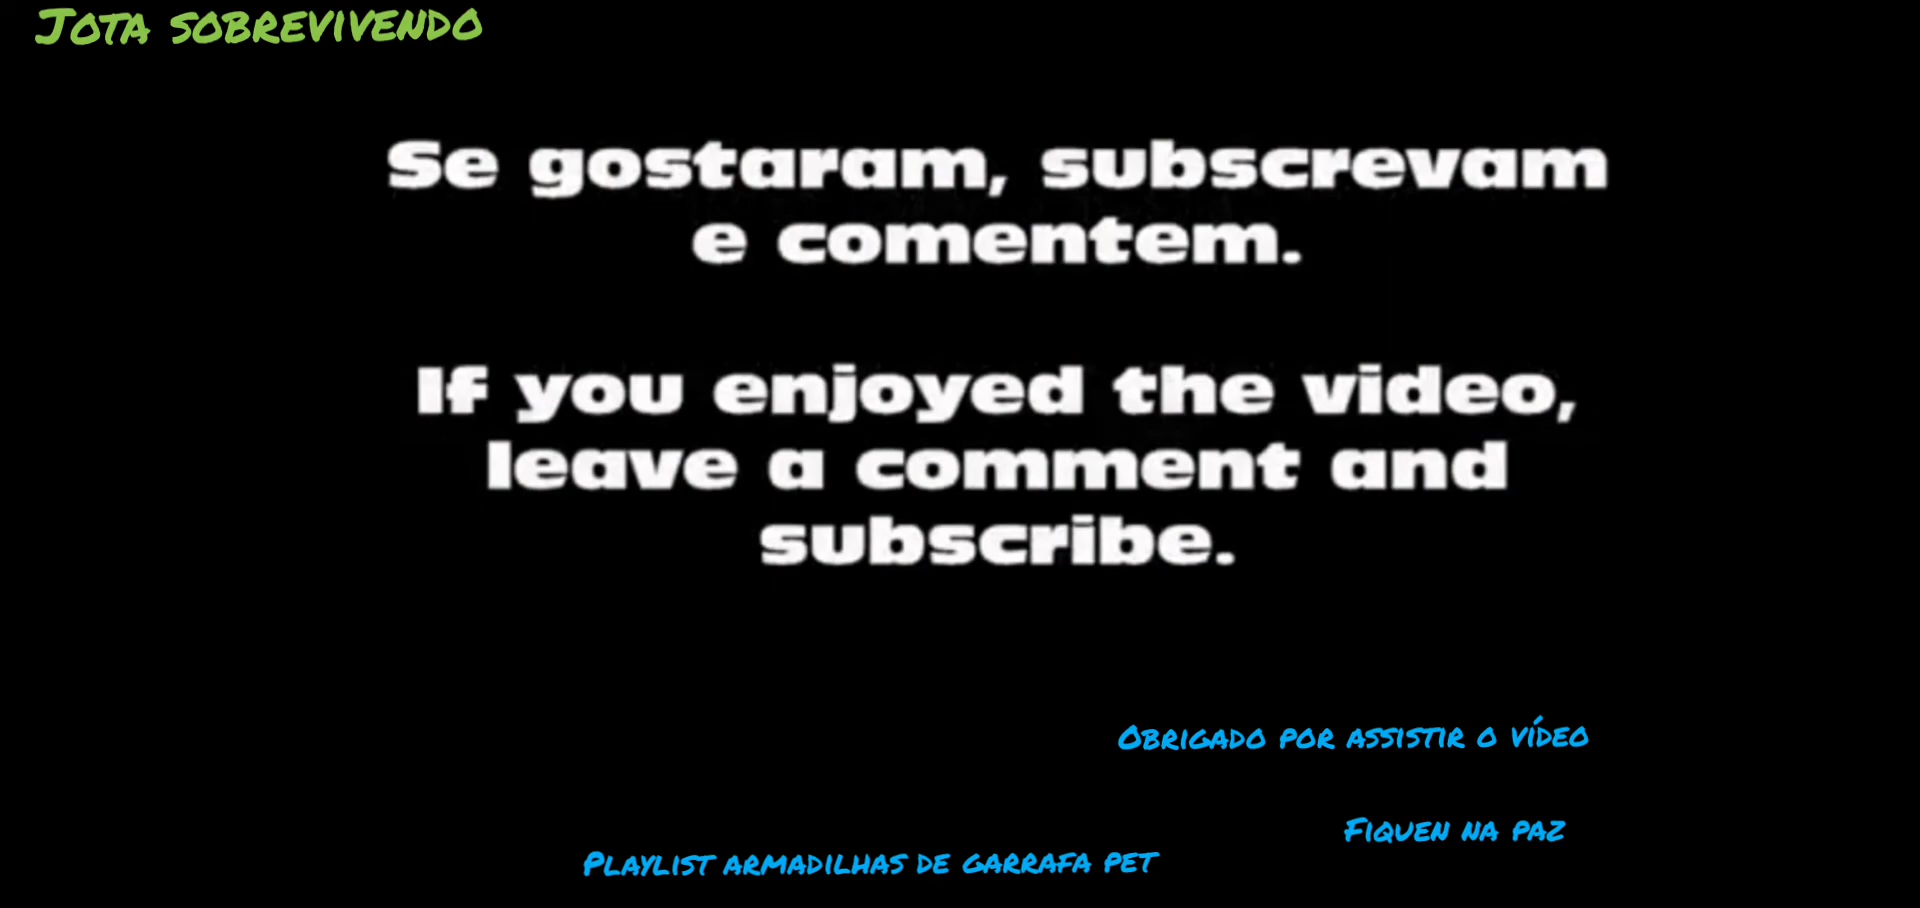 Jota sobrevivendo
Se gostaram, subscrevam
e comentem.
If you enjoyed the video,
leave a comment and
subscribe.
Obrigado por assistir o vídeo
Fiquen na paz
Playlist armadilhas de garrafa pet